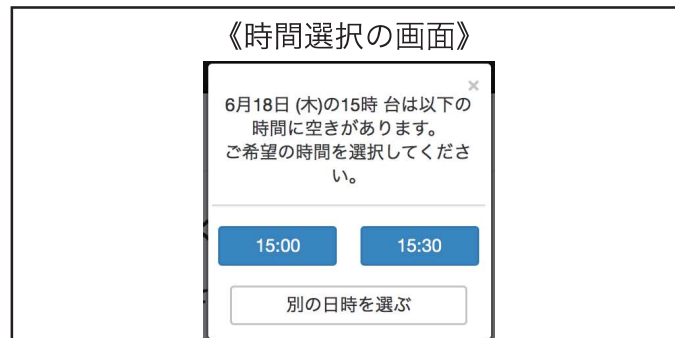 《時間選択の画面》
×
6月18日 (木)の15時 台は以下の
時間に空きがあります。
ご希望の時間を選択してくださ
い。
15:00 15:30
別の日時を選ぶ